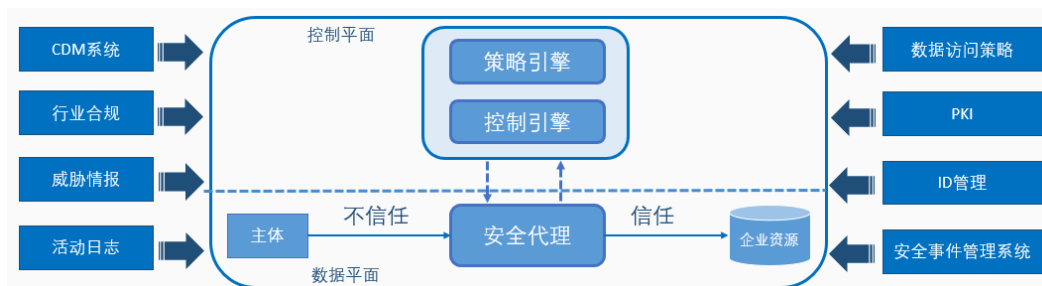 控制平面
CDM系统
策略引擎
数据访问策略
行业合规
控制引擎
PKI
威胁情报
ID管理
不信任
信任
主体
安全代理
企业资源
活动日志
安全事件管理系统
数据平面